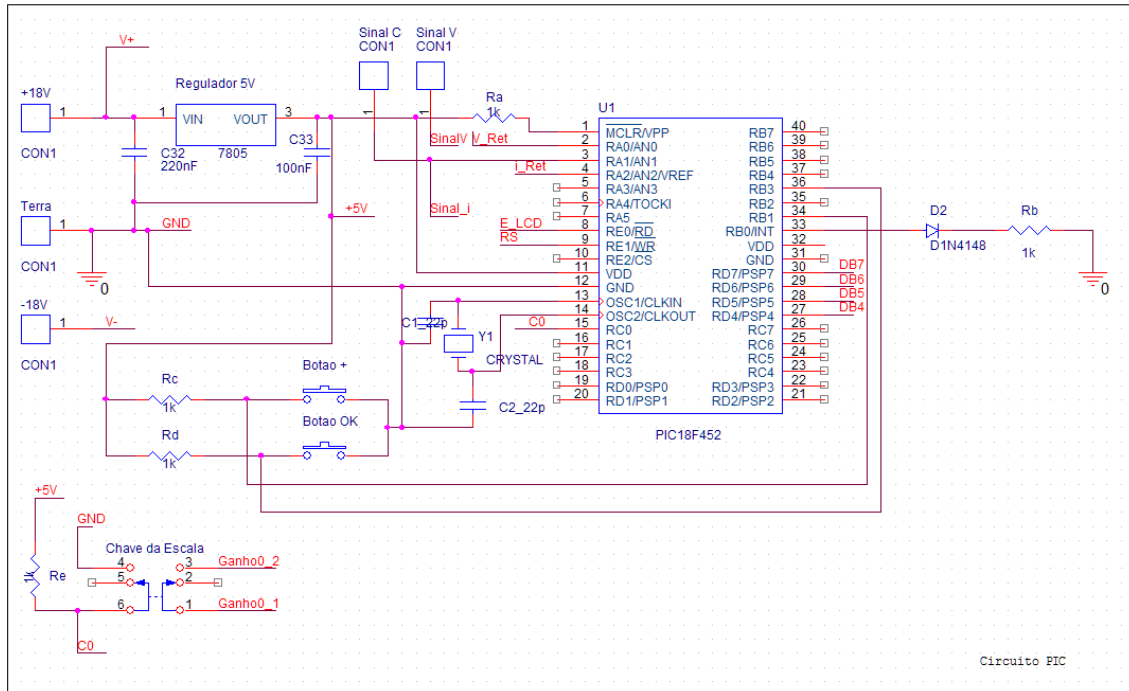 V+
+18V
1
CON1
Regulador 5V
1
VIN
VOUT
3
7805
C32
220nF
C33
100nF
Sinal C
CON1
1
Sinal V
CON1
1
Ra
1k
SinalV
V_Ret
i_Ret
Sinal_i
+5V
Terra
1
GND
CON1
0
-18V
1
V-
CON1
E_LCD
RS
C0
U1
1 MCLR/VPP
2 RA0/AN0
3 RA1/AN1
4 RA2/AN2/VREF
5 RA3/AN3
6 RA4/TOCKI
7 RA5
8 RE0/RD
9 RE1/WR
10 RE2/CS
11 VDD
12 GND
13 OSC1/CLKIN
14 OSC2/CLKOUT
15 RC0
16 RC1
17 RC2
18 RC3
19 RD0/PSP0
20 RD1/PSP1
RB7 40
RB6 39
RB5 38
RB4 37
RB3 36
RB2 35
RB1 34
RB0/INT 33
VDD 32
GND 31
RD7/PSP7 30
RD6/PSP6 29
RD5/PSP5 28
RD4/PSP4 27
RC7 26
RC6 25
RC5 24
RC4 23
RD3/PSP3 22
RD2/PSP2 21
PIC18F452
DB7
DB6
DB5
DB4
D2
D1N4148
Rb
1k
0
C1_22p
Y1
CRYSTAL
C2_22p
Rc
1k
Botao +
Rd
1k
Botao OK
+5V
GND
Re
1k
C0
Chave da Escala
4
3
Ganho0_2
5
2
6
1
Ganho0_1
Circuito PIC